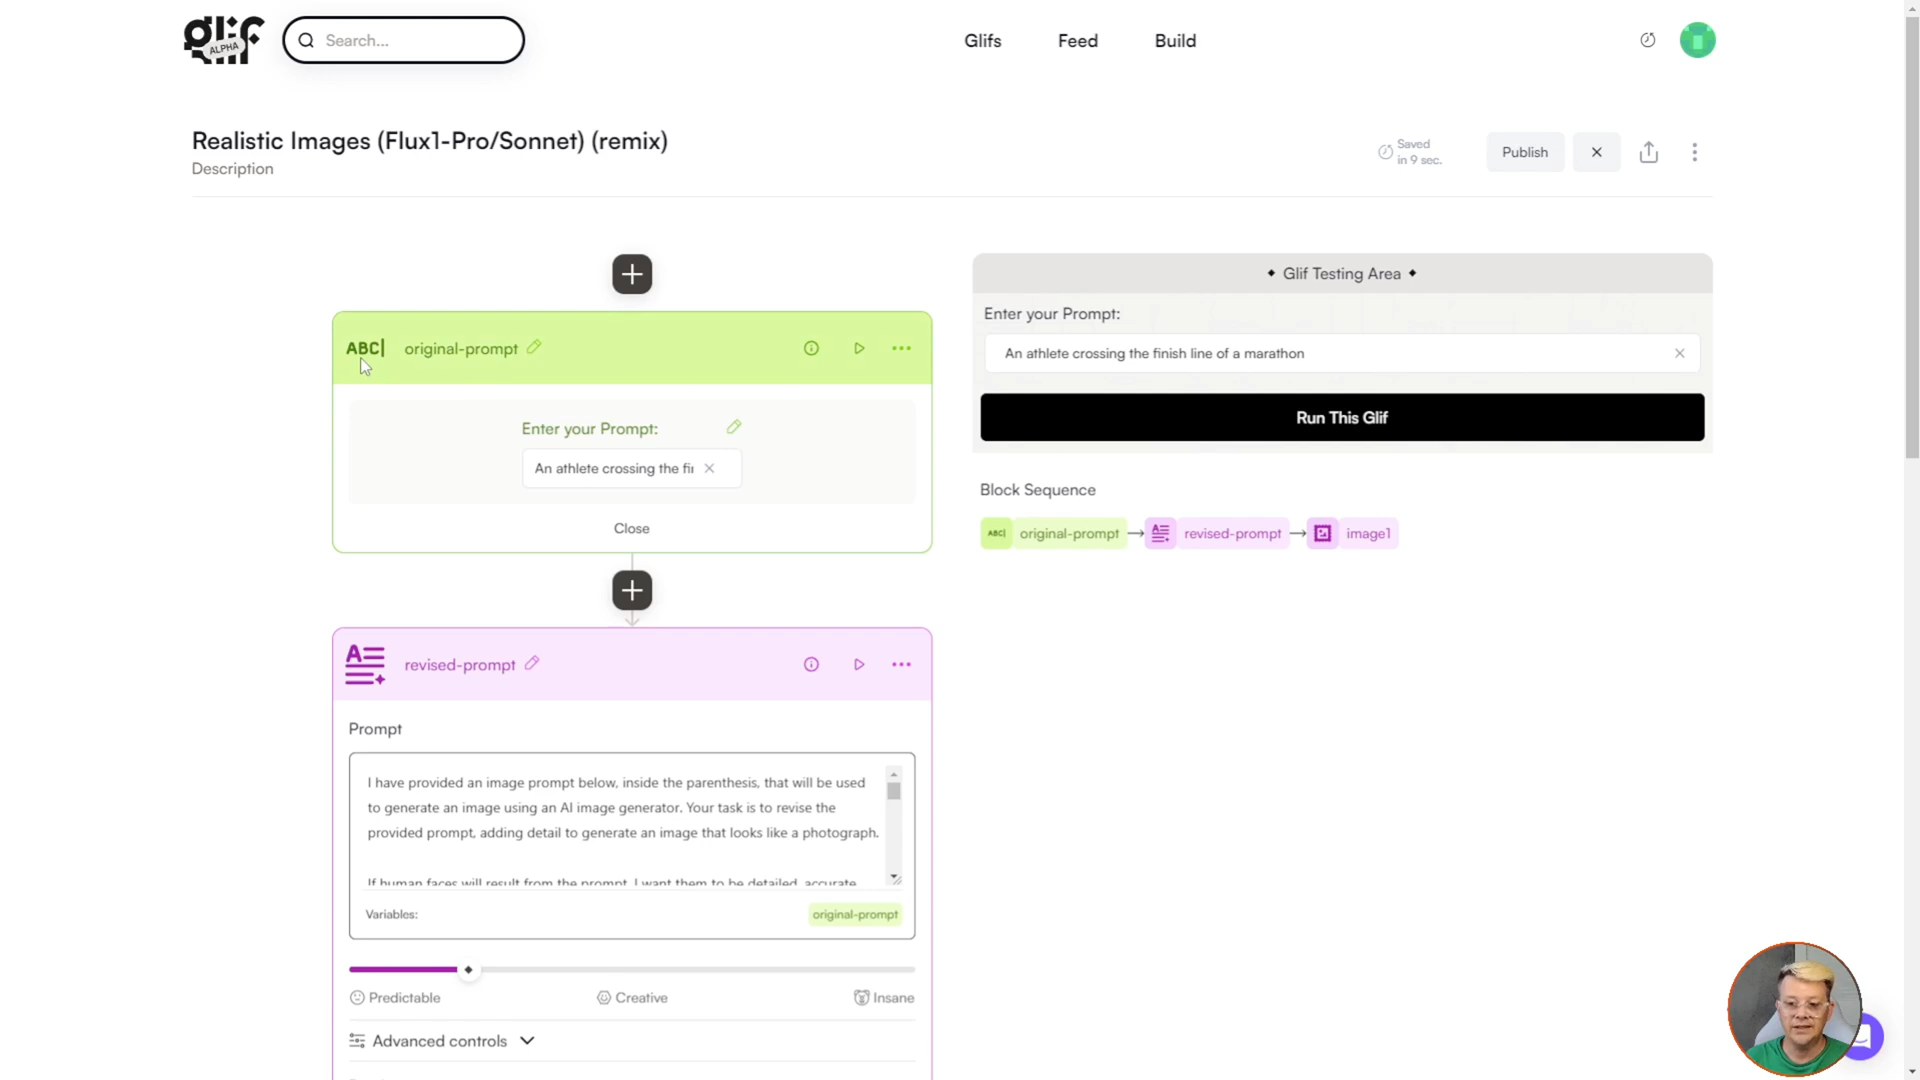 glif
ALPHA
Search...
Glifs
Feed
Build
Realistic Images (Flux1-Pro/Sonnet) (remix)
Description
Saved
in 9 sec.
Publish
ABC
original-prompt
Enter your Prompt:
An athlete crossing the fi
Close
revised-prompt
Prompt
I have provided an image prompt below, inside the parenthesis, that will be used
to generate an image using an AI image generator. Your task is to revise the
provided prompt, adding detail to generate an image that looks like a photograph.
If human faces will result from the prompt, I want them to be detailed, accurate
Variables:
original-prompt
Predictable
Creative
Insane
Advanced controls
Glif Testing Area
Enter your Prompt:
An athlete crossing the finish line of a marathon
Run This Glif
Block Sequence
ABC
original-prompt
revised-prompt
image1